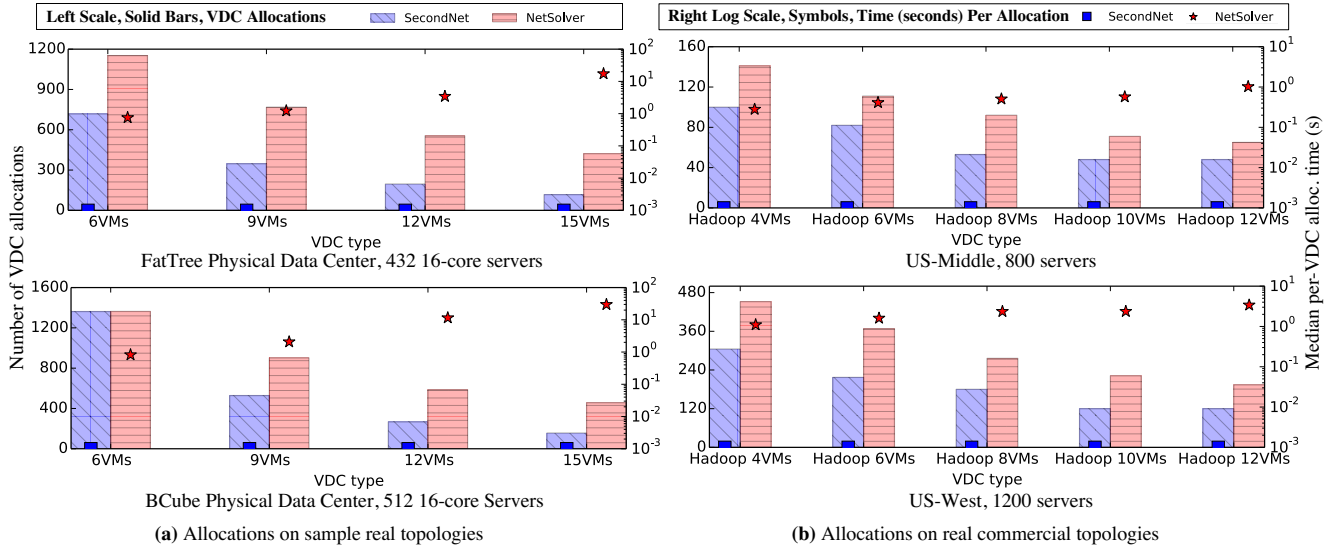 Left Scale, Solid Bars, VDC Allocations
SecondNet
NetSolver
Right Log Scale, Symbols, Time (seconds) Per Allocation
SecondNet
NetSolver
Number of VDC allocations
1200
900
600
300
0
10^2
10^1
10^0
10^-1
10^-2
10^-3
6VMs 9VMs 12VMs 15VMs
VDC type
FatTree Physical Data Center, 432 16-core servers
1600
1200
800
400
0
10^2
10^1
10^0
10^-1
10^-2
10^-3
6VMs 9VMs 12VMs 15VMs
VDC type
BCube Physical Data Center, 512 16-core Servers
(a) Allocations on sample real topologies
160
120
80
40
0
10^1
10^0
10^-1
10^-2
10^-3
Hadoop 4VMs Hadoop 6VMs Hadoop 8VMs Hadoop 10VMs Hadoop 12VMs
VDC type
US-Middle, 800 servers
480
360
240
120
0
10^1
10^0
10^-1
10^-2
10^-3
Hadoop 4VMs Hadoop 6VMs Hadoop 8VMs Hadoop 10VMs Hadoop 12VMs
VDC type
US-West, 1200 servers
Median per-VDC alloc. time (s)
(b) Allocations on real commercial topologies